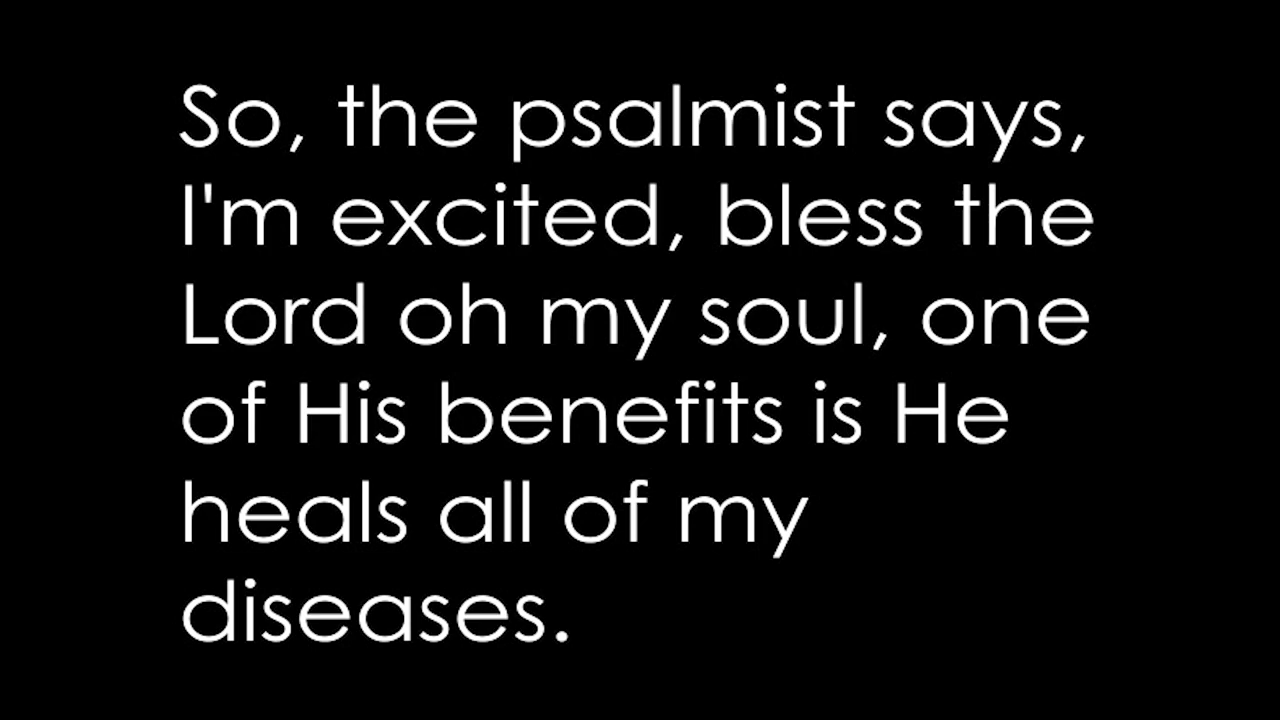 So, the psalmist says,
I'm excited, bless the
Lord oh my soul, one
of His benefits is He
heals all of my
diseases.